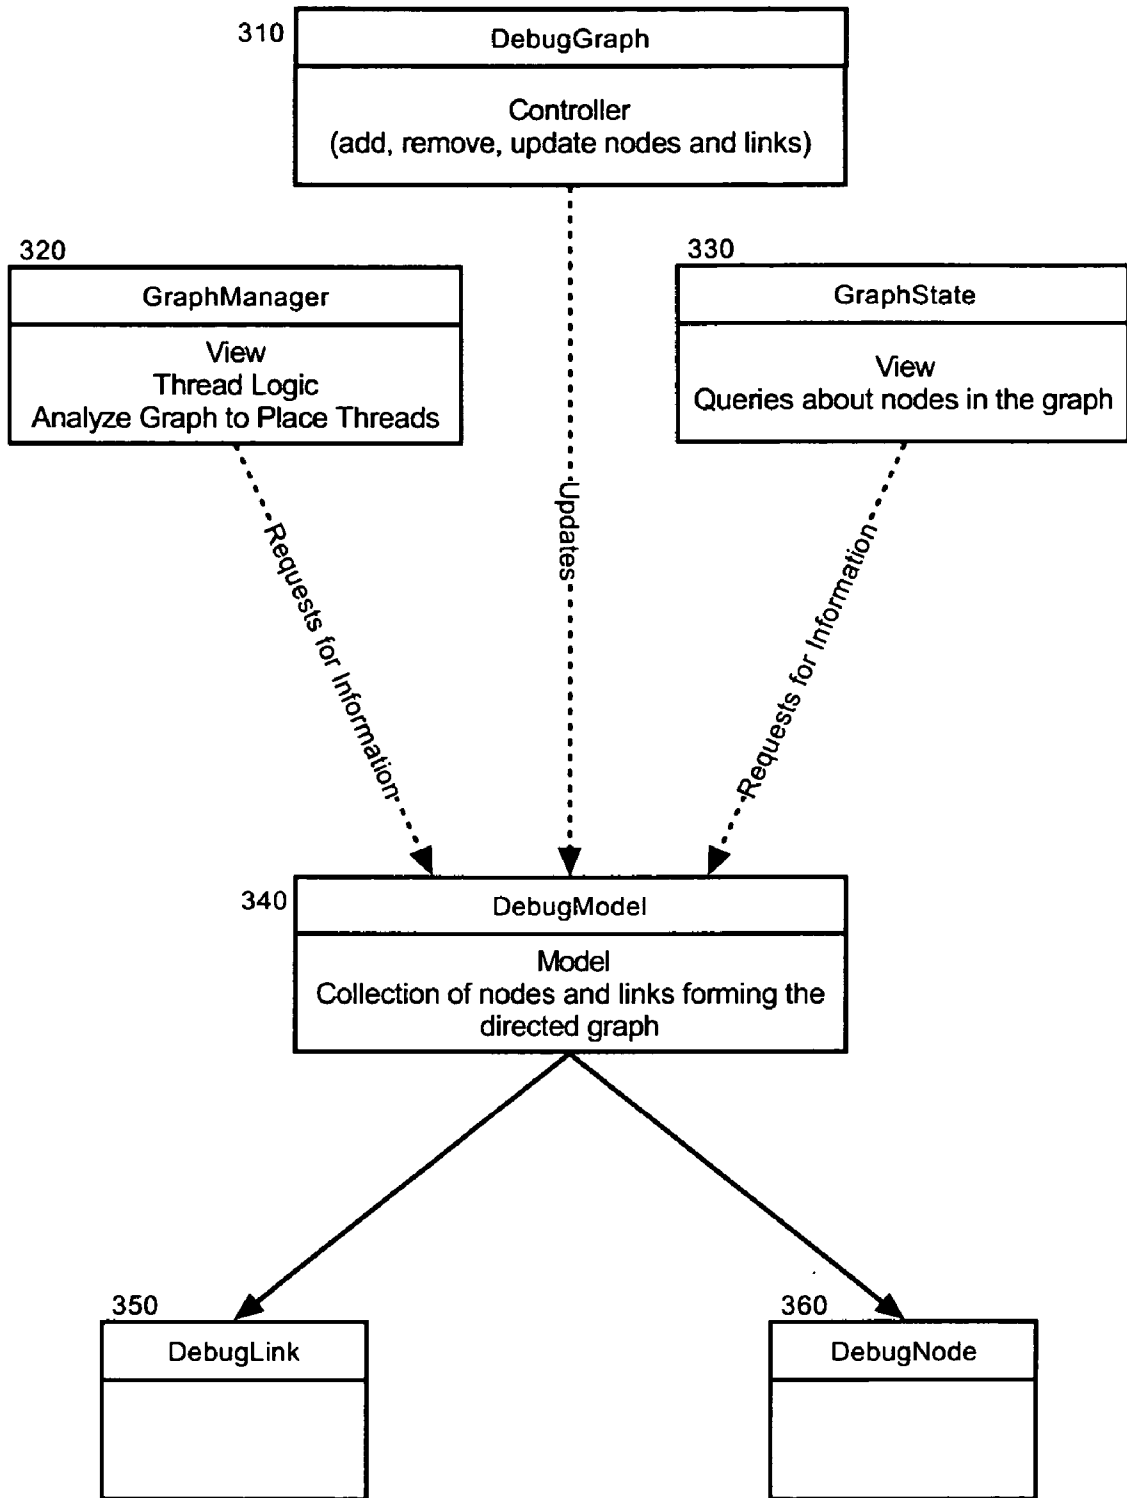 310
DebugGraph
Controller
(add, remove, update nodes and links)
320
GraphManager
View
Thread Logic
Analyze Graph to Place Threads
330
GraphState
View
Queries about nodes in the graph
Requests for Information
Updates
Requests for Information
340
DebugModel
Model
Collection of nodes and links forming the
directed graph
350
DebugLink
360
DebugNode